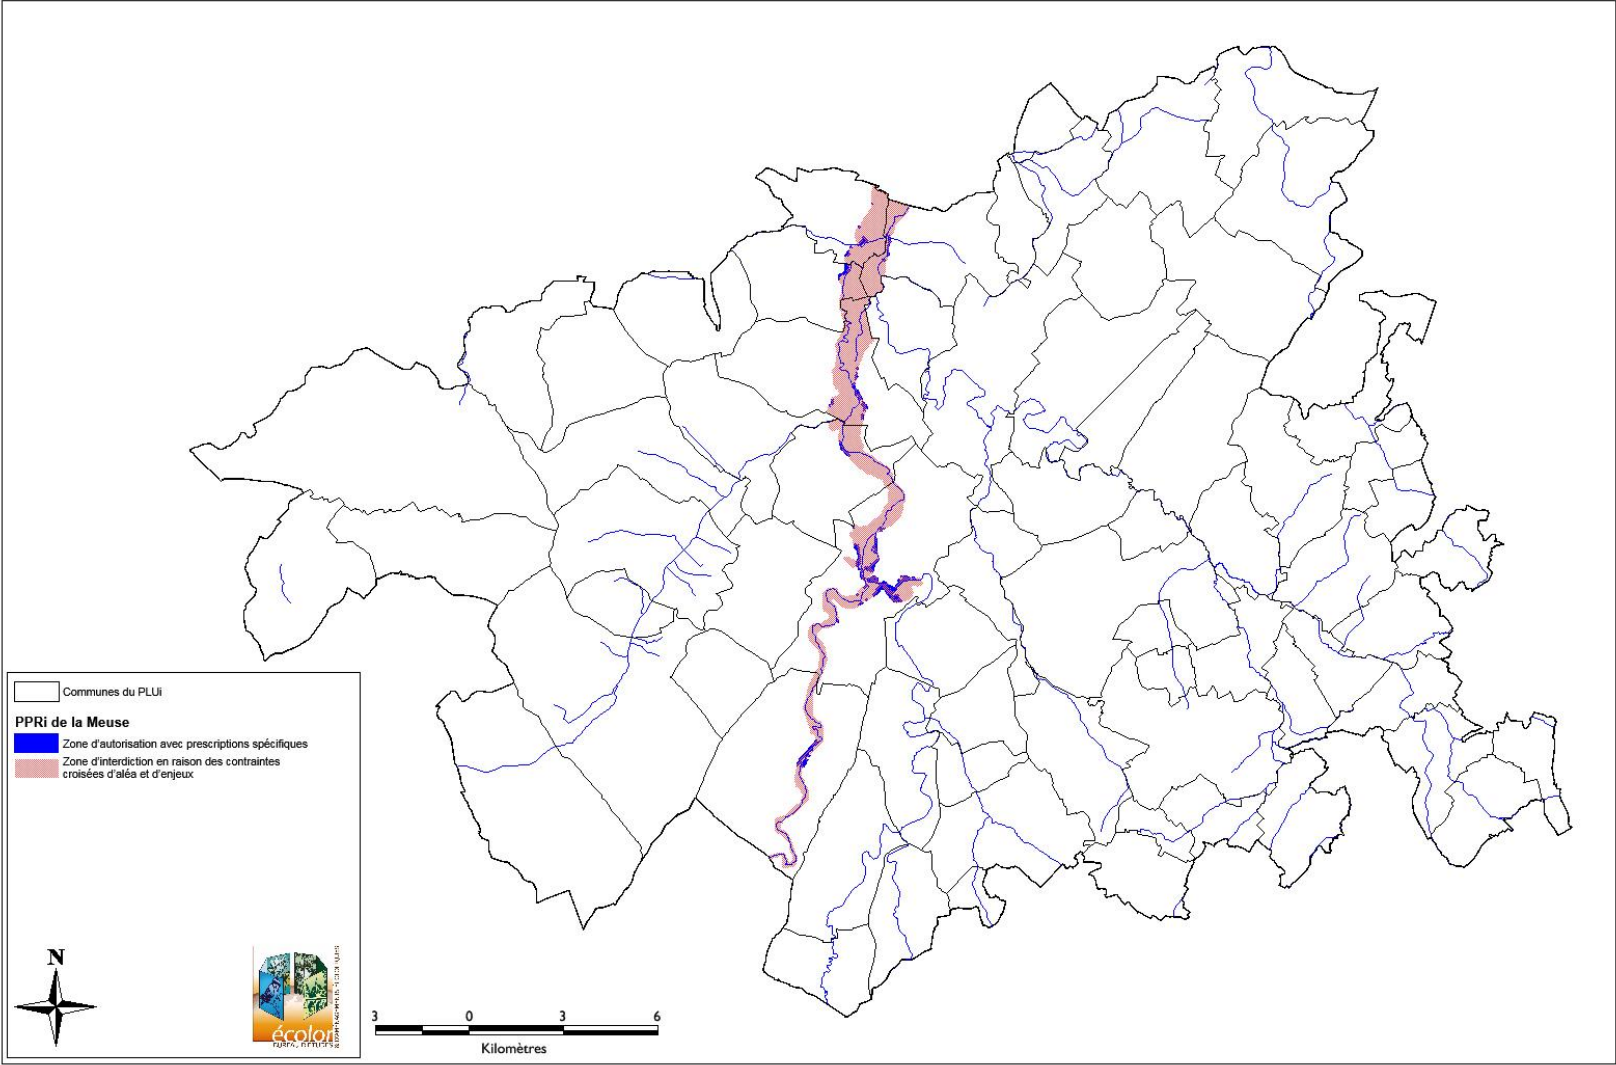 Communes du PLUi
PPRi de la Meuse
Zone d'autorisation avec prescriptions spécifiques
Zone d'interdiction en raison des contraintes
croisées d'aléa et d'enjeux
N
écolor
3 0 3 6
Kilomètres